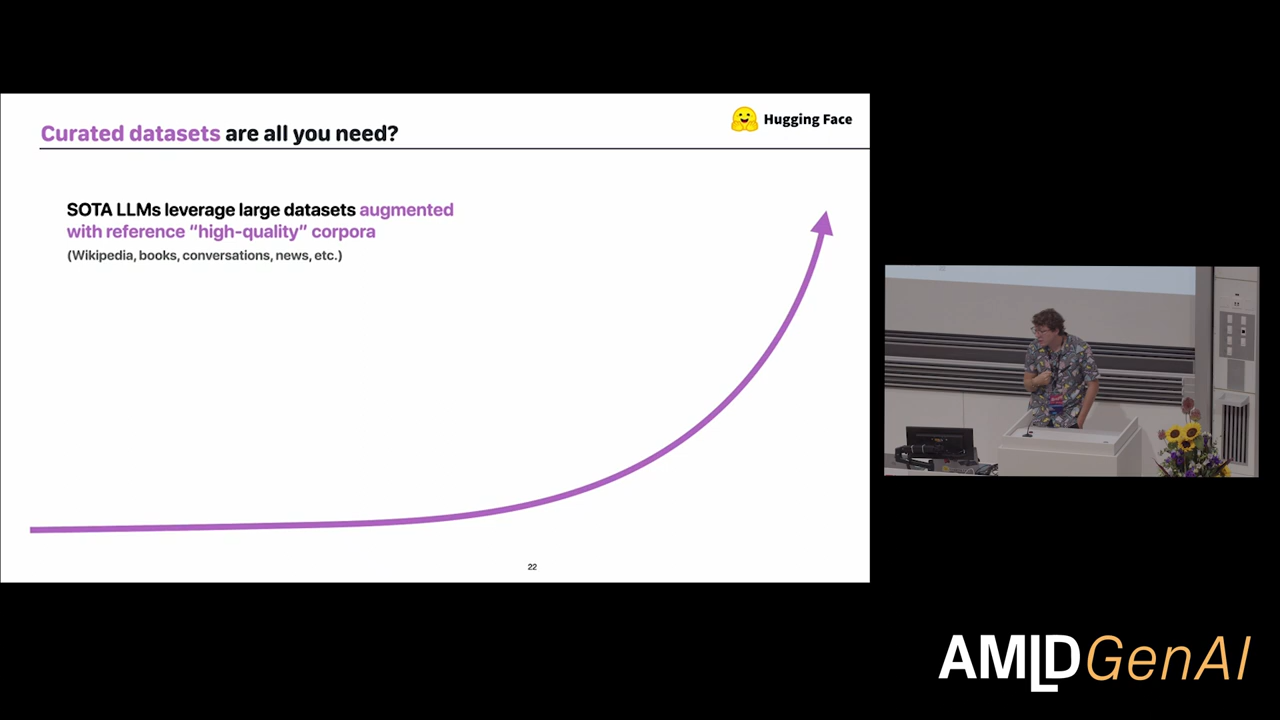 Curated datasets are all you need?
Hugging Face
SOTA LLMs leverage large datasets augmented
with reference “high-quality” corpora
(Wikipedia, books, conversations, news, etc.)
22
AMLD GenAI